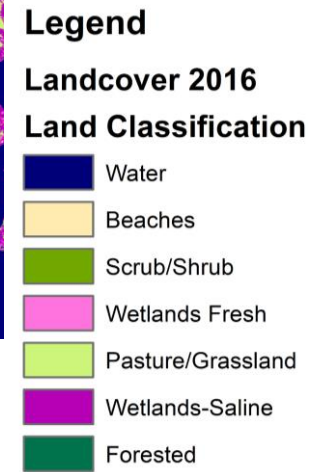 Legend
Landcover 2016
Land Classification
Water
Beaches
Scrub/Shrub
Wetlands Fresh
Pasture/Grassland
Wetlands-Saline
Forested